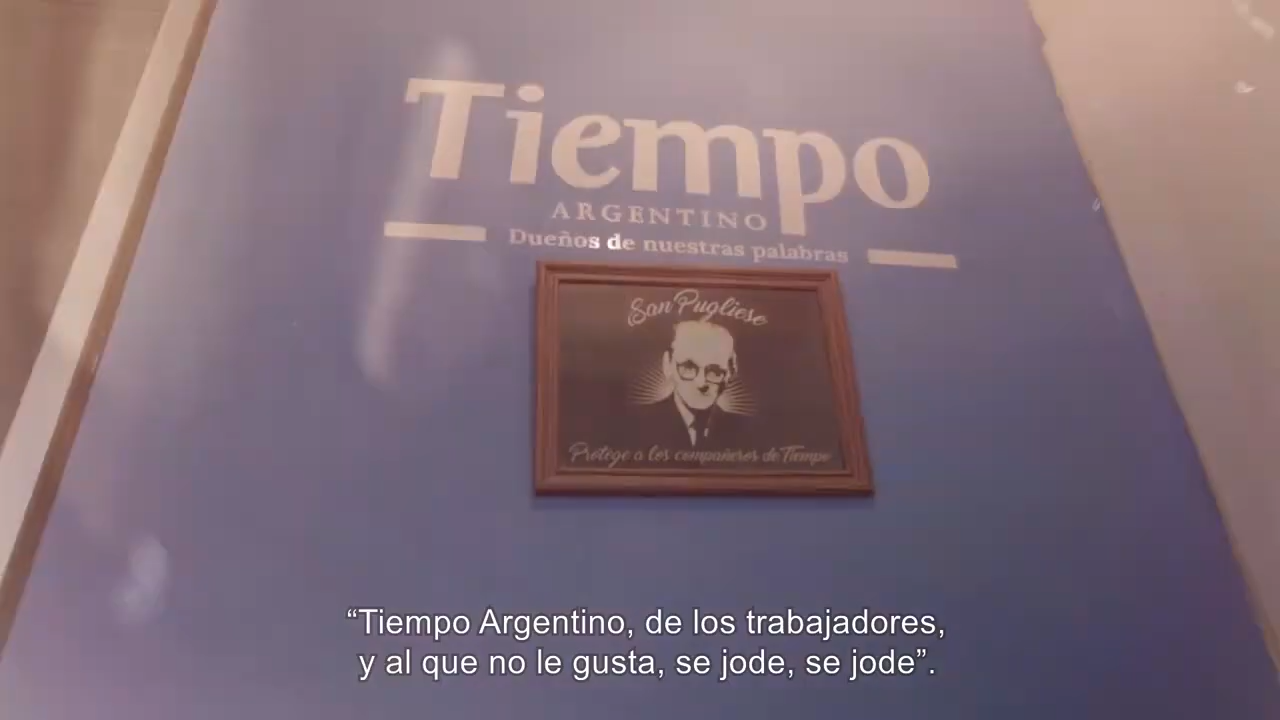 Tiempo
ARGENTINO
Dueños de nuestras palabras
San Pugliese
Protege a los compañeros de Tiempo
“Tiempo Argentino, de los trabajadores,
y al que no le gusta, se jode, se jode”.